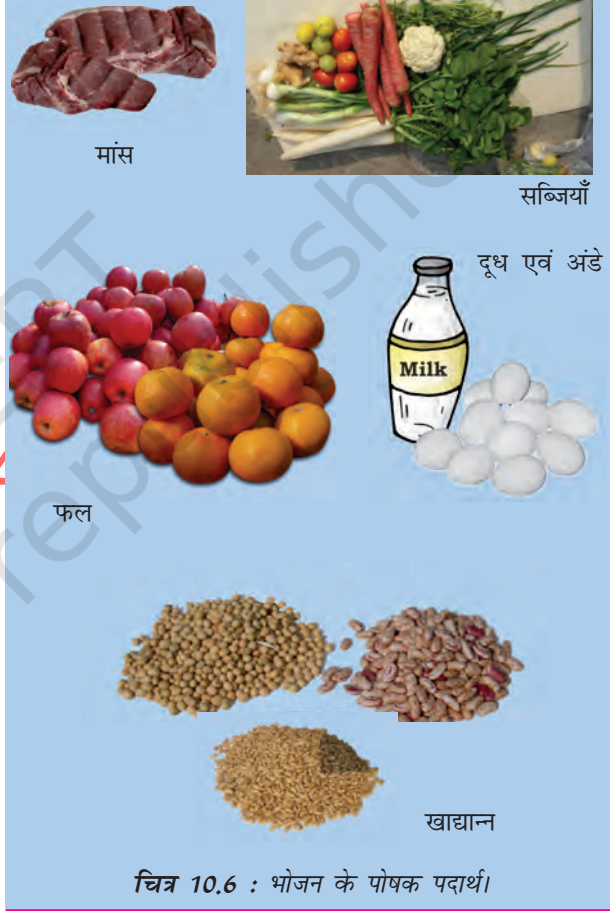 मांस
सब्जियाँ
दूध एवं अंडे
Milk
फल
खाद्यान्न
चित्र 10.6 : भोजन के पोषक पदार्थ।